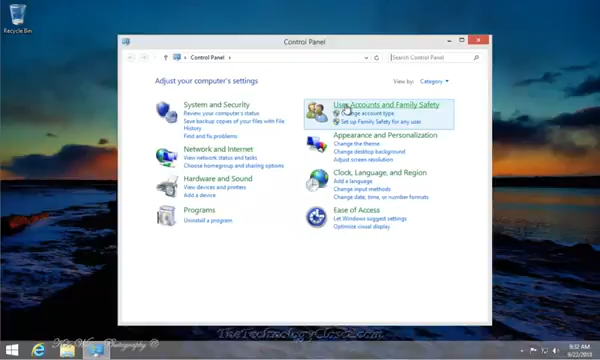 Recycle Bin
Control Panel
Control Panel
Search Control Panel
Adjust your computer's settings
View by: Category
System and Security
Review your computer's status
Save backup copies of your files with File
History
Find and fix problems
Network and Internet
View network status and tasks
Choose homegroup and sharing options
Hardware and Sound
View devices and printers
Add a device
Programs
Uninstall a program
User Accounts and Family Safety
account type
Set up Family Safety for any user
Appearance and Personalization
Change the theme
Change desktop background
Adjust screen resolution
Clock, Language, and Region
Add a language
Change input methods
Change date, time, or number formats
Ease of Access
Let Windows suggest settings
Optimize visual display
TheTechnologyCloset.com
Photography ©
9:32 AM
9/22/2013